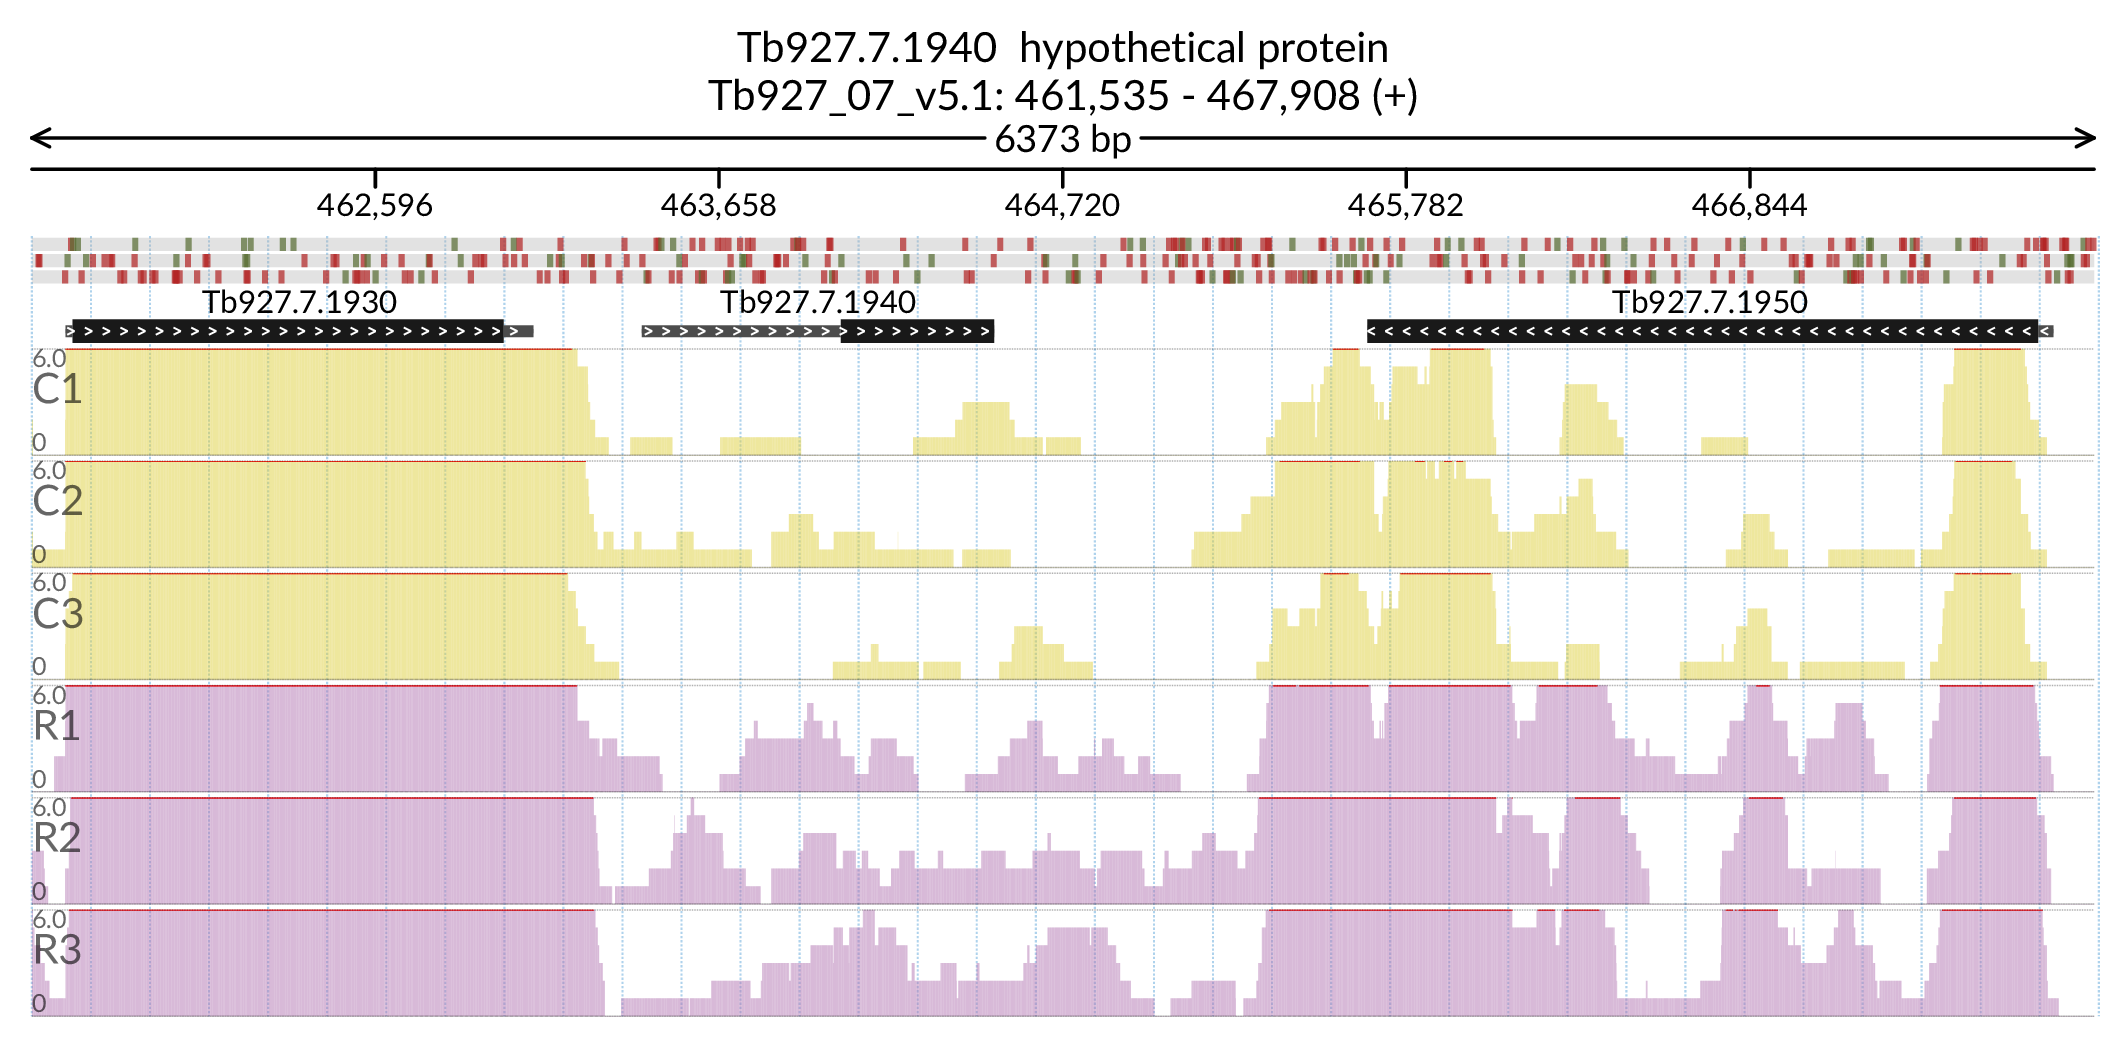 Tb927.7.1940 hypothetical protein
Tb927_07_v5.1: 461,535 - 467,908 (+)
6373 bp
462,596 463,658 464,720 465,782 466,844
Tb927.7.1930 Tb927.7.1940 Tb927.7.1950
6.0
C1
0
6.0
C2
0
6.0
C3
0
6.0
R1
0
6.0
R2
0
6.0
R3
0